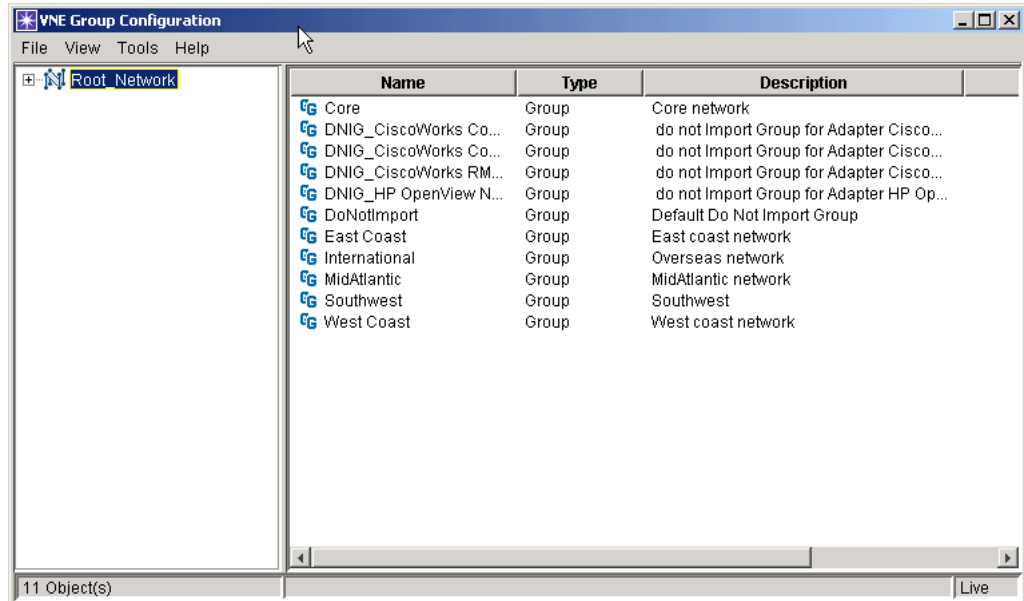 VNE Group Configuration
File View Tools Help
Root_Network
Name Type Description
Core Group Core network
DNIG_CiscoWorks Co... Group do not Import Group for Adapter Cisco...
DNIG_CiscoWorks Co... Group do not Import Group for Adapter Cisco...
DNIG_CiscoWorks RM... Group do not Import Group for Adapter Cisco...
DNIG_HP OpenView N... Group do not Import Group for Adapter HP Op...
DoNotImport Group Default Do Not Import Group
East Coast Group East coast network
International Group Overseas network
MidAtlantic Group MidAtlantic network
Southwest Group Southwest
West Coast Group West coast network
11 Object(s) Live